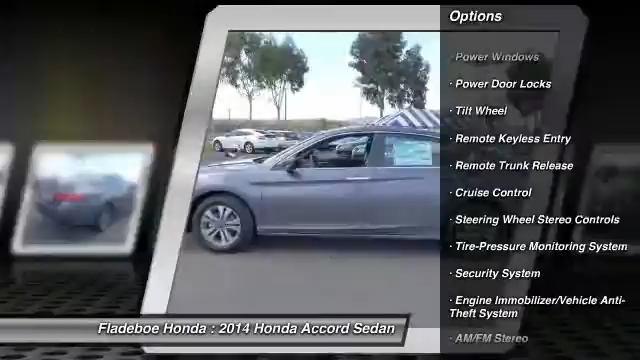 Options
· Power Windows
· Power Door Locks
· Tilt Wheel
· Remote Keyless Entry
· Remote Trunk Release
· Cruise Control
· Steering Wheel Stereo Controls
· Tire-Pressure Monitoring System
· Security System
· Engine Immobilizer/Vehicle Anti-
Theft System
· AM/FM Stereo
Fladeboe Honda : 2014 Honda Accord Sedan